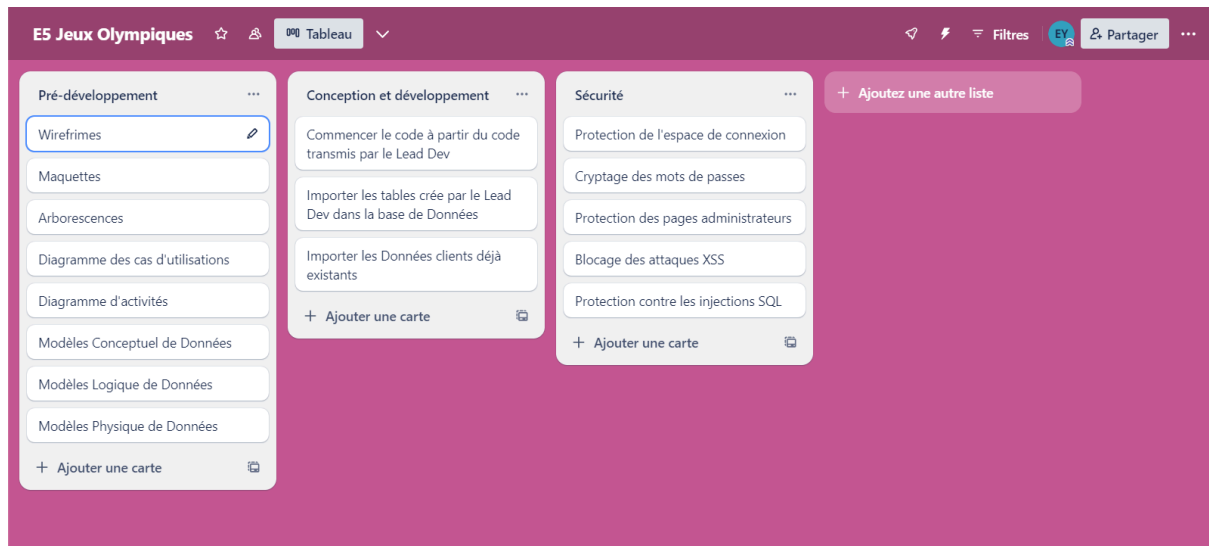 E5 Jeux Olympiques
Tableau
Filtres
EY
Partager
Pré-développement
Wirefrimes
Maquettes
Arborescences
Diagramme des cas d'utilisations
Diagramme d'activités
Modèles Conceptuel de Données
Modèles Logique de Données
Modèles Physique de Données
+ Ajouter une carte
Conception et développement
Commencer le code à partir du code
transmis par le Lead Dev
Importer les tables crée par le Lead
Dev dans la base de Données
Importer les Données clients déjà
existants
+ Ajouter une carte
Sécurité
Protection de l'espace de connexion
Cryptage des mots de passes
Protection des pages administrateurs
Blocage des attaques XSS
Protection contre les injections SQL
+ Ajouter une carte
+ Ajoutez une autre liste